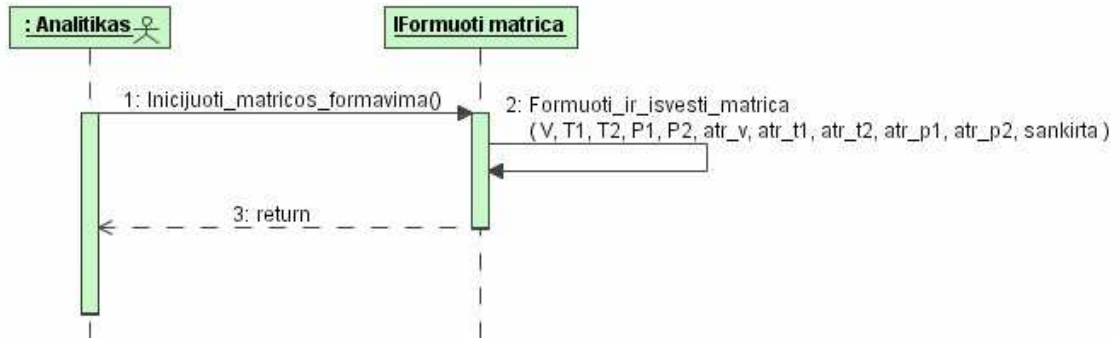 : Analitikas
IFormuoti matrica
1: Inicijuoti_matricos_formavima()
2: Formuoti_ir_isvesti_matrica
( V, T1, T2, P1, P2, atr_v, atr_t1, atr_t2, atr_p1, atr_p2, sankirta )
3: return